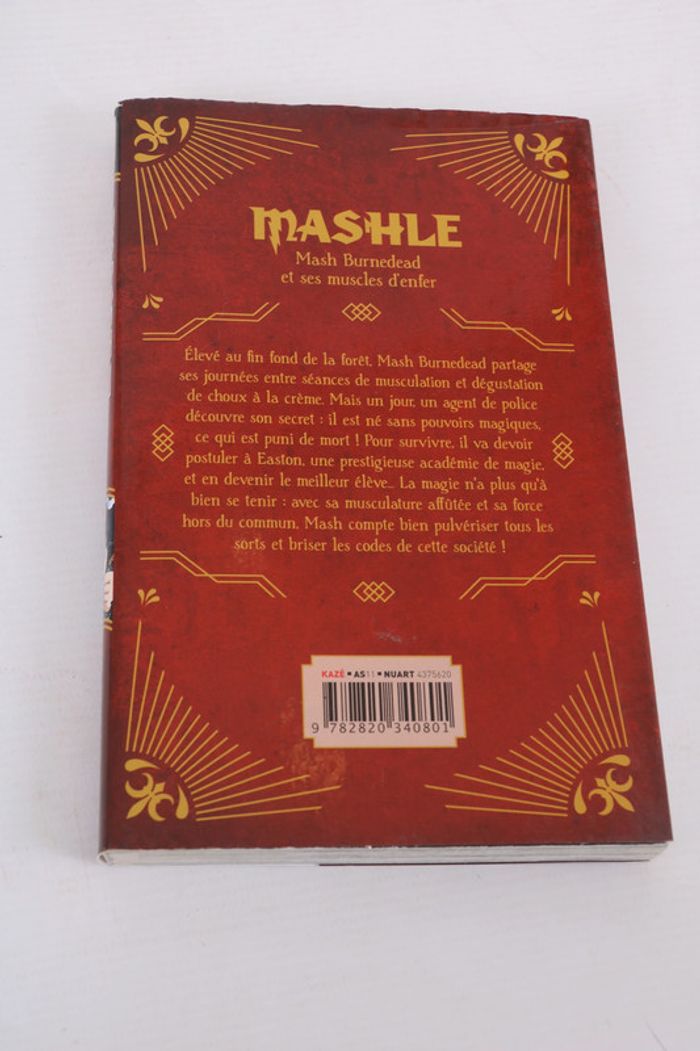 MASHLE
Mash Burnedead
et ses muscles d'enfer
Élevé au fin fond de la forêt, Mash Burnedead partage
ses journées entre séances de musculation et dégustation
de choux à la crème. Mais un jour, un agent de police
découvre son secret : il est né sans pouvoirs magiques,
ce qui est puni de mort ! Pour survivre, il va devoir
postuler à Easton, une prestigieuse académie de magie,
et en devenir le meilleur élève... La magie n'a plus qu'à
bien se tenir : avec sa musculature affûtée et sa force
hors du commun, Mash compte bien pulvériser tous les
sorts et briser les codes de cette société !
KAZÉ ▪ AS11 ▪ NUART 4375620
9 782820 340801